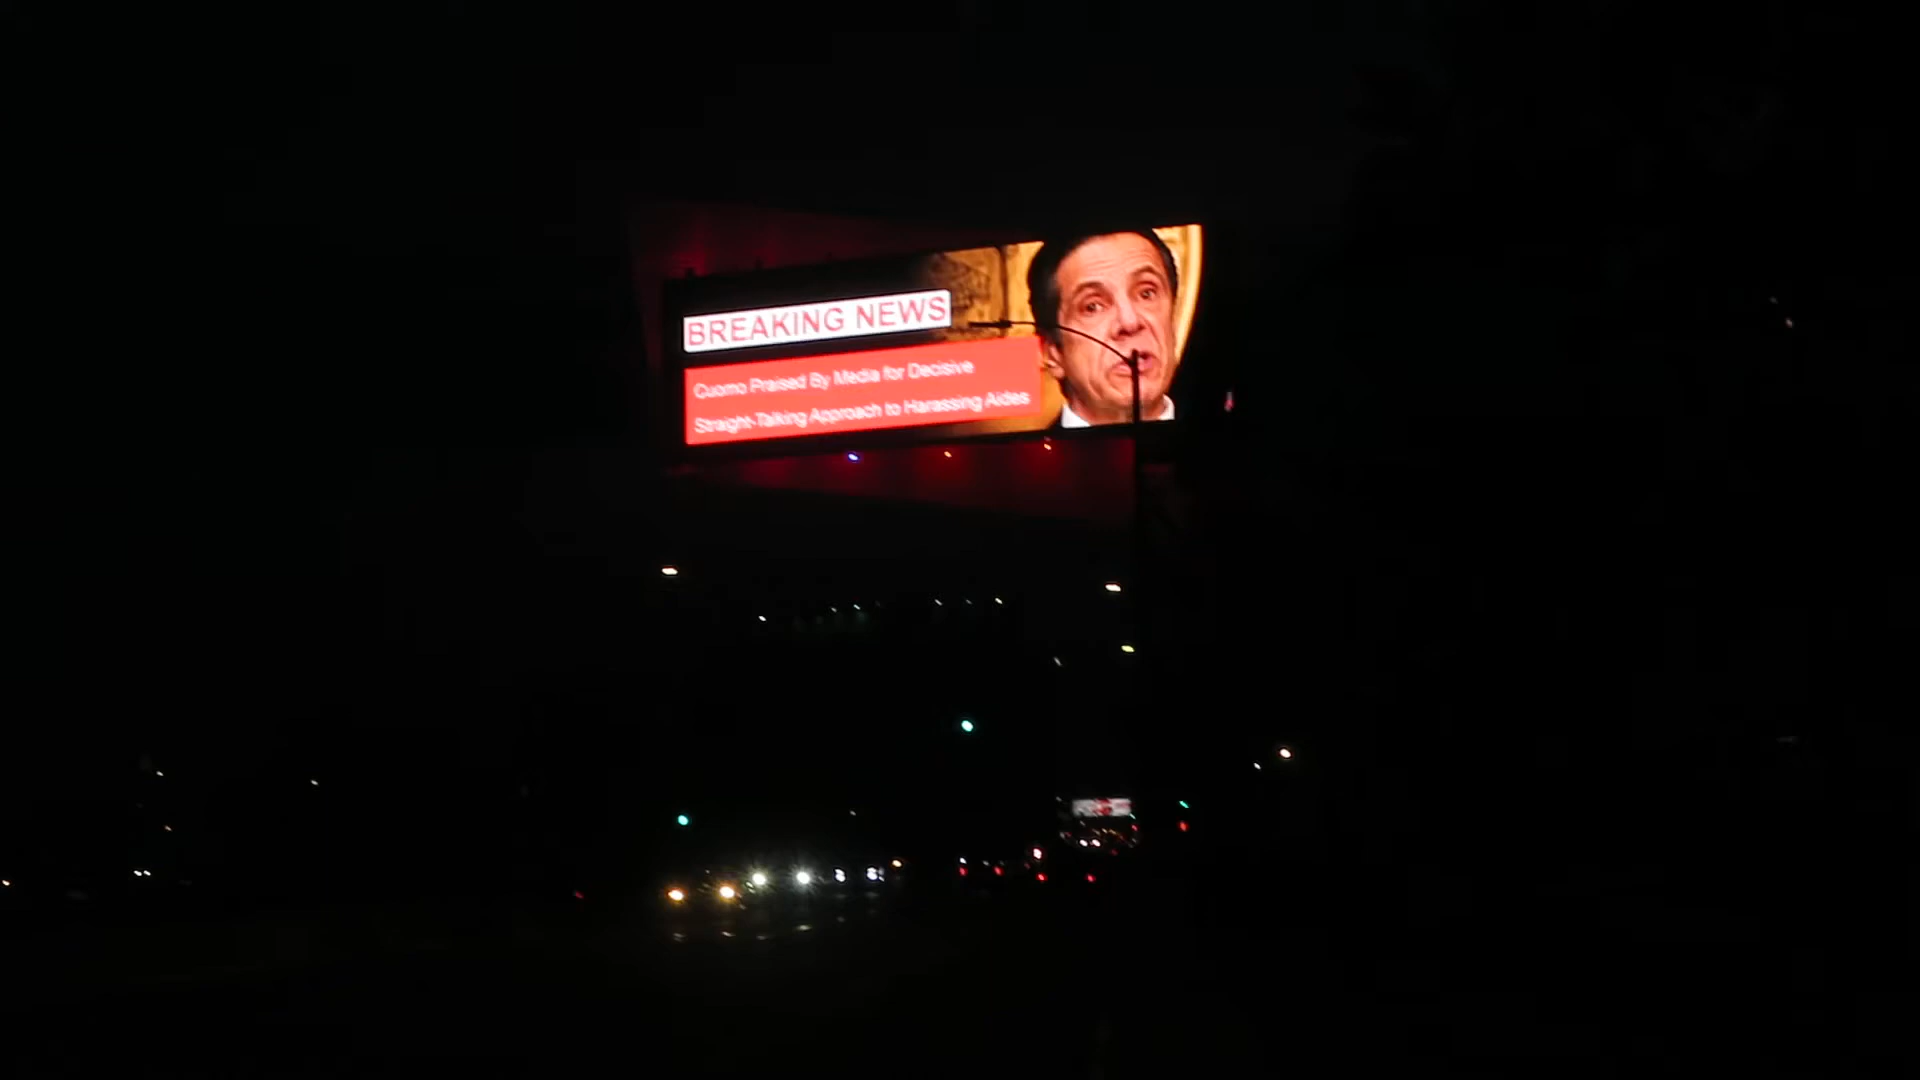 BREAKING NEWS
Cuomo Praised By Media for Decisive
Straight-Talking Approach to Harassing Aides